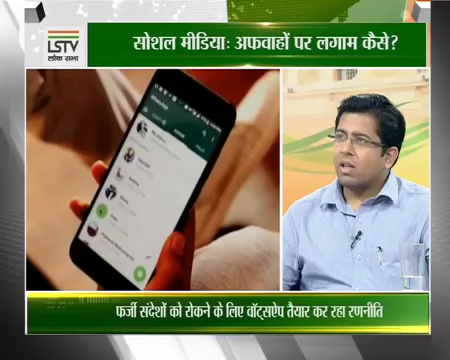 LSTV
लोक सभा
सोशल मीडिया: अफवाहों पर लगाम कैसे?
फर्जी संदेशों को रोकने के लिए वॉट्सऐप तैयार कर रहा रणनीति